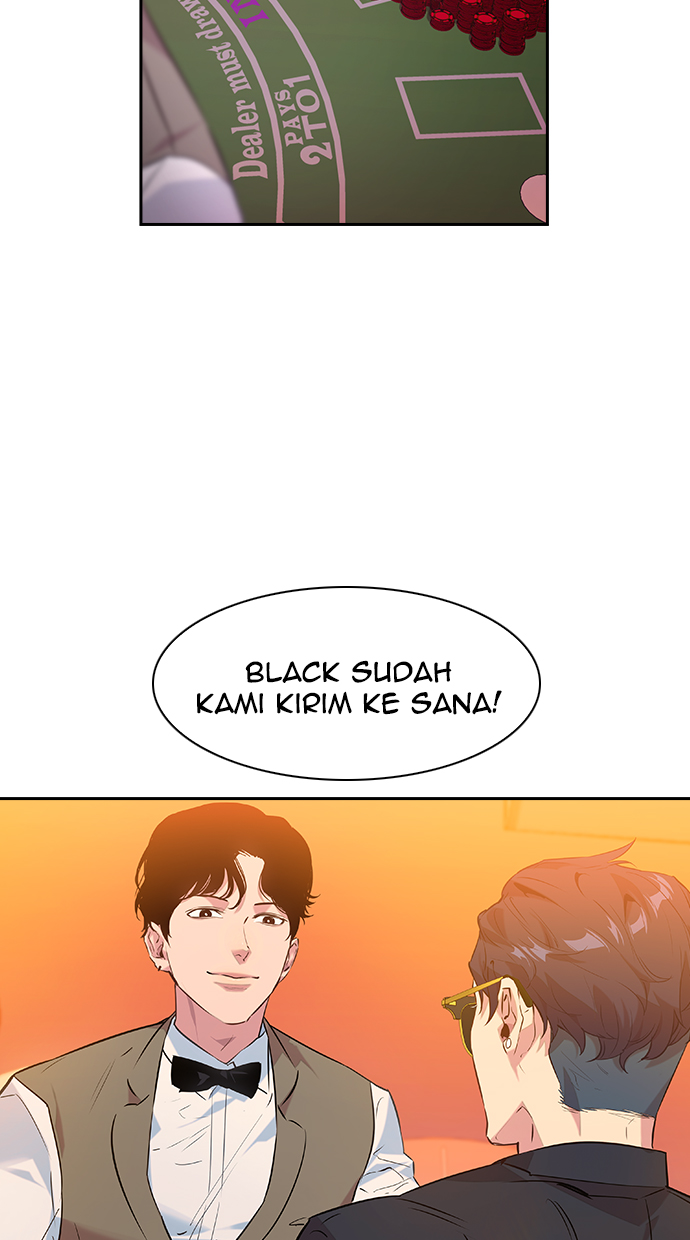 Dealer must draw
PAYS
2 TO 1
BLACK SUDAH
KAMI KIRIM KE SANA!